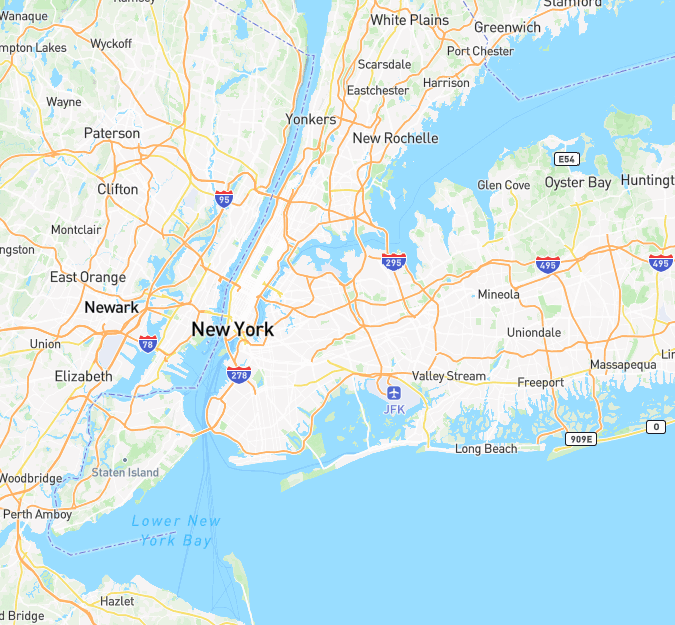 Stamford
Wanaque
Ramsey
White Plains
Greenwich
Wyckoff
mpton Lakes
Port Chester
Scarsdale
Harrison
Eastchester
Wayne
Yonkers
Paterson
New Rochelle
E54
Clifton
Glen Cove
Oyster Bay
Huntingt
95
Montclair
ngston
295
495
495
East Orange
Mineola
Newark
New York
Uniondale
78
Union
Lin
Massapequa
Elizabeth
278
Valley Stream
Freeport
JFK
0
909E
Long Beach
Staten Island
Woodbridge
Perth Amboy
Lower New
York Bay
Hazlet
d Bridge